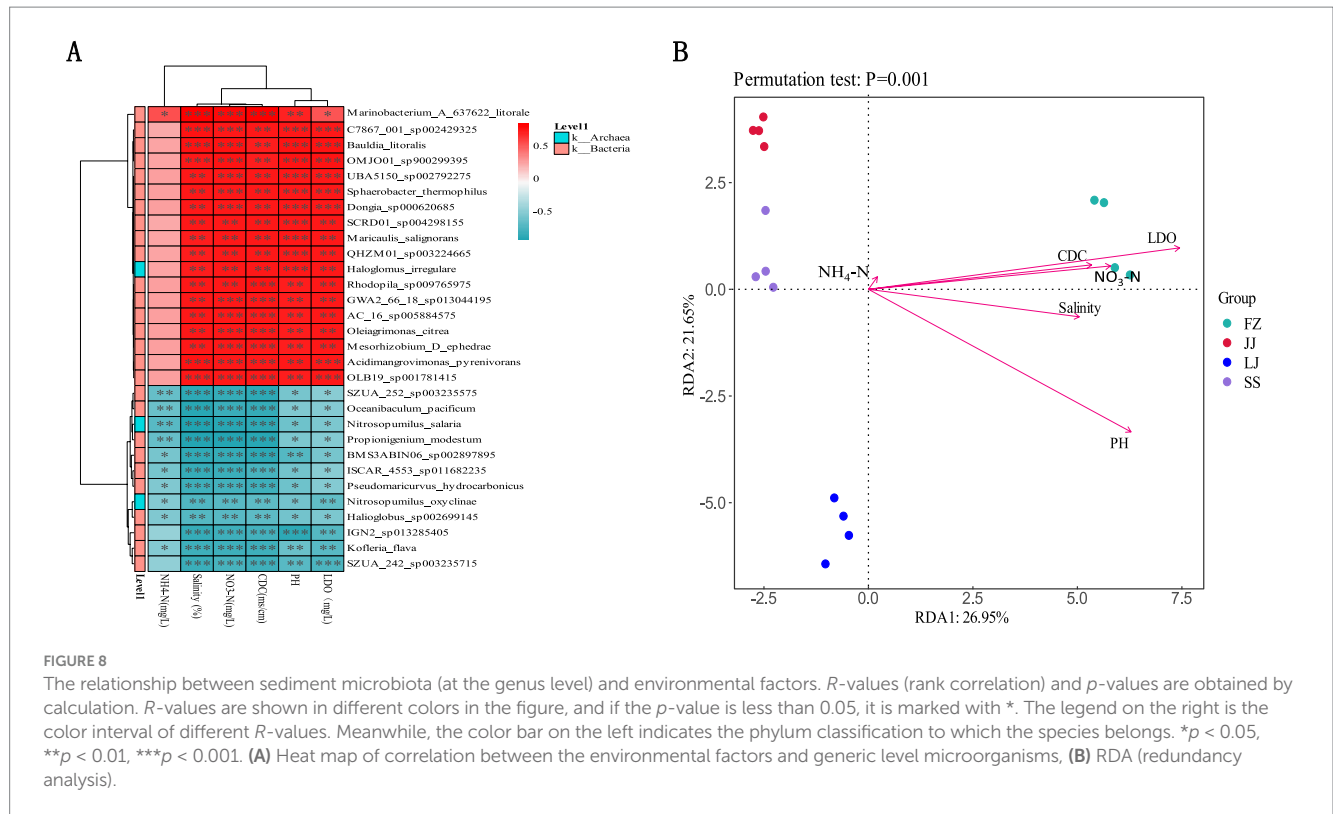 A
Marinobacterium_A_637622_litorale
C7867_001_sp002429325
Bauldia_litoralis
OMJO01_sp900299395
UBA5150_sp002792275
Sphaerobacter_thermophilus
Dongia_sp000620685
SCRD01_sp004298155
Maricaulis_salignorans
QHZM01_sp003224665
Haloglomus_irregulare
Rhodopila_sp009765975
GWA2_66_18_sp013044195
AC_16_sp005884575
Oleiagrimonas_citrea
Mesorhizobium_D_ephedrae
Acidimangrovimonas_pyrenivorans
OLB19_sp001781415
SZUA_252_sp003235575
Oceanibaculum_pacificum
Nitrosopumilus_salaria
Propionigenium_modestum
BMS3ABIN06_sp002897895
ISCAR_4553_sp011682235
Pseudomaricurvus_hydrocarbonicus
Nitrosopumilus_oxyclinae
Halioglobus_sp002699145
IGN2_sp013285405
Kofleria_flava
SZUA_242_sp003235715
Level1
NH4-N(mg/L)
Salinity (%)
NO3-N(mg/L)
CDC(ms/cm)
PH
LDO (mg/L)
0.5
0
-0.5
Level1
k__Archaea
k__Bacteria
B
Permutation test: P=0.001
2.5
0.0
-2.5
-5.0
RDA2: 21.65%
NH₄-N
LDO
CDC
NO₃-N
Salinity
PH
-2.5
0.0
2.5
5.0
7.5
RDA1: 26.95%
Group
FZ
JJ
LJ
SS
FIGURE 8
The relationship between sediment microbiota (at the genus level) and environmental factors. R-values (rank correlation) and p-values are obtained by
calculation. R-values are shown in different colors in the figure, and if the p-value is less than 0.05, it is marked with *. The legend on the right is the
color interval of different R-values. Meanwhile, the color bar on the left indicates the phylum classification to which the species belongs. *p < 0.05,
**p < 0.01, ***p < 0.001. (A) Heat map of correlation between the environmental factors and generic level microorganisms, (B) RDA (redundancy
analysis).